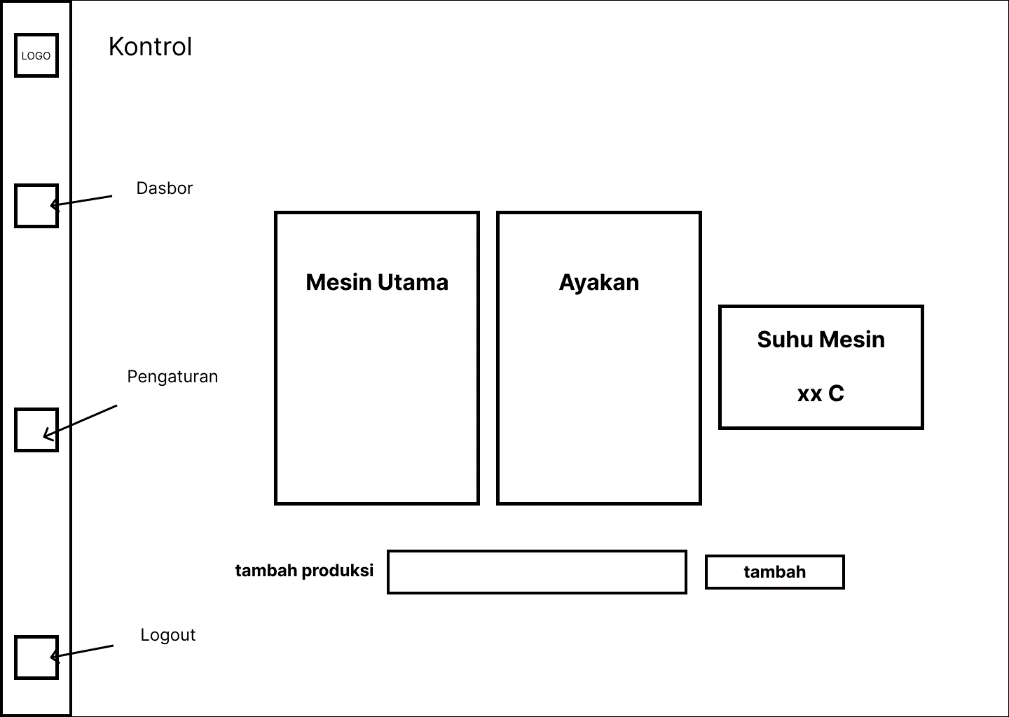 LOGO
Kontrol
Dasbor
Mesin Utama
Ayakan
Suhu Mesin
xx C
Pengaturan
tambah produksi
tambah
Logout